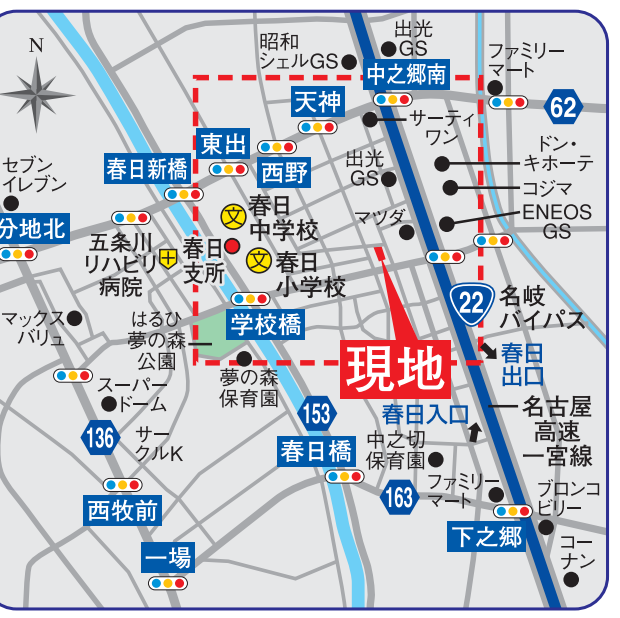 N
昭和
シェルGS
出光
GS
ファミリー
マート
中之郷南
62
天神
サーティ
ワン
東出
西野
ドン・
キホーテ
出光
GS
春日新橋
セブン
イレブン
コジマ
春日
中学校
マツダ
ENEOS
GS
分地北
五条川
リハビリ
病院
春日
支所
春日
小学校
22
名岐
バイパス
マックス
バリュ
はるひ
夢の森
公園
学校橋
現地
春日
出口
夢の森
保育園
スーパー
ドーム
153
春日入口
名古屋
高速
一宮線
136
サー
クルK
春日橋
中之切
保育園
163
ファミリー
マート
ブロンコ
ビリー
西牧前
下之郷
一場
コー
ナン
文
文